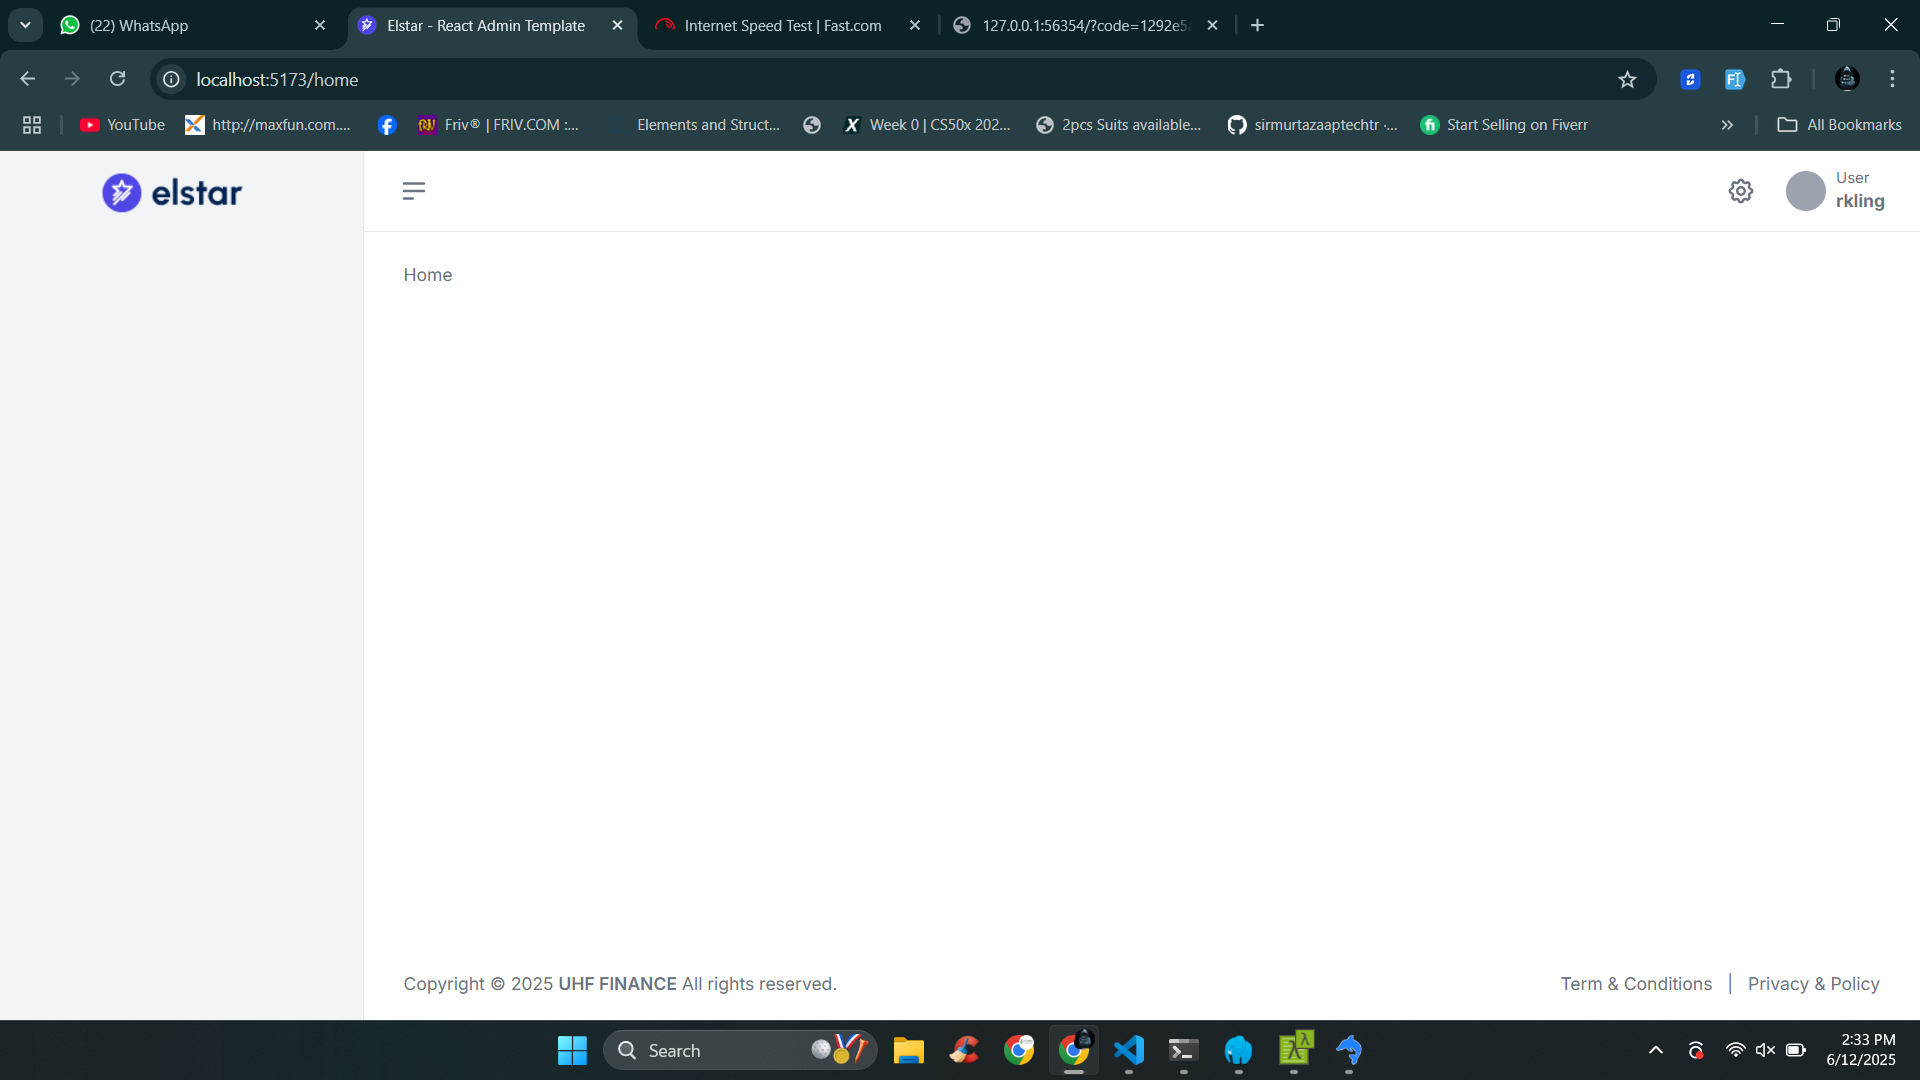 (22) WhatsApp
Elstar - React Admin Template
Internet Speed Test | Fast.com
127.0.0.1:56354/?code=1292e5
localhost:5173/home
YouTube
http://maxfun.com....
Friv® | FRIV.COM :...
Elements and Struct...
Week 0 | CS50x 202...
2pcs Suits available...
sirmurtazaaptechtr ·...
Start Selling on Fiverr
All Bookmarks
elstar
User
rkling
Home
Copyright © 2025 UHF FINANCE All rights reserved.
Term & Conditions | Privacy & Policy
Search
2:33 PM
6/12/2025